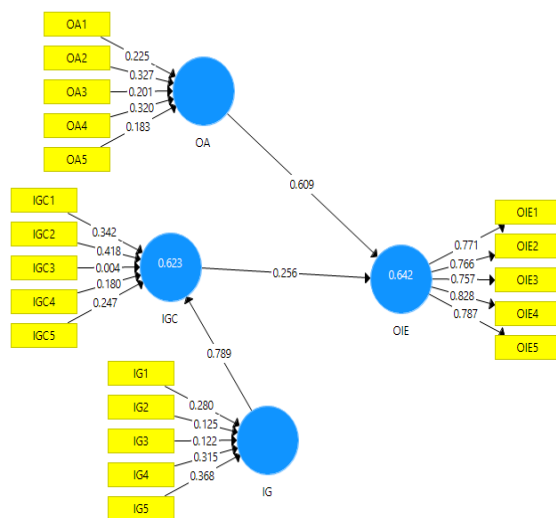 OA1
OA2
OA3
OA4
OA5
0.225
0.327
0.201
0.320
0.183
OA
0.609
IGC1
IGC2
IGC3
IGC4
IGC5
0.342
0.418
0.004
0.180
0.247
0.623
IGC
0.256
0.642
OIE
0.771
0.766
0.757
0.828
0.787
OIE1
OIE2
OIE3
OIE4
OIE5
0.789
IG1
IG2
IG3
IG4
IG5
0.280
0.125
0.122
0.315
0.368
IG